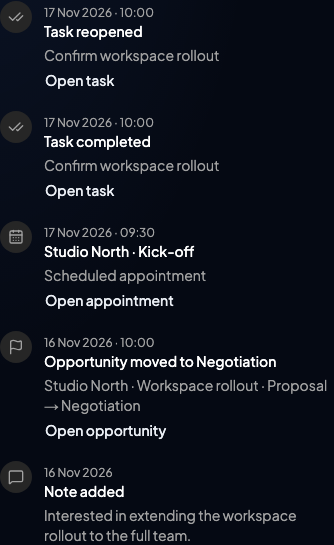 17 Nov 2026 · 10:00
Task reopened
Confirm workspace rollout
Open task
17 Nov 2026 · 10:00
Task completed
Confirm workspace rollout
Open task
17 Nov 2026 · 09:30
Studio North · Kick-off
Scheduled appointment
Open appointment
16 Nov 2026 · 10:00
Opportunity moved to Negotiation
Studio North · Workspace rollout · Proposal
→ Negotiation
Open opportunity
16 Nov 2026
Note added
Interested in extending the workspace
rollout to the full team.